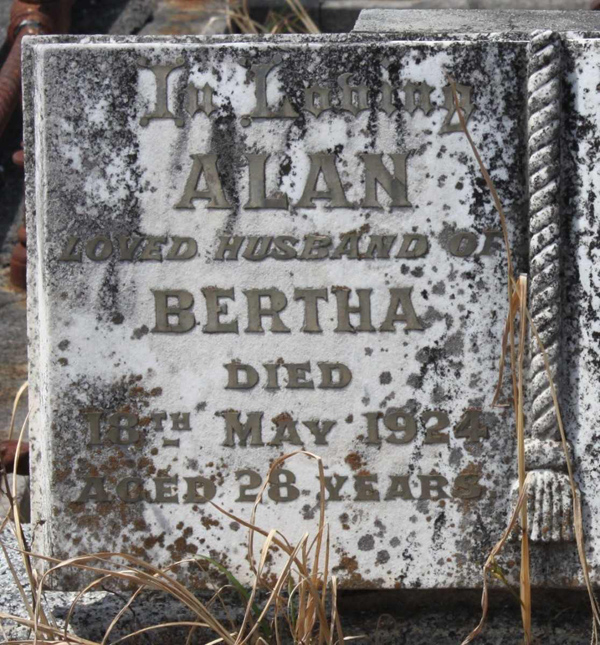 In Loving
ALAN
LOVED HUSBAND OF
BERTHA
DIED
18TH MAY 1924
AGED 28 YEARS